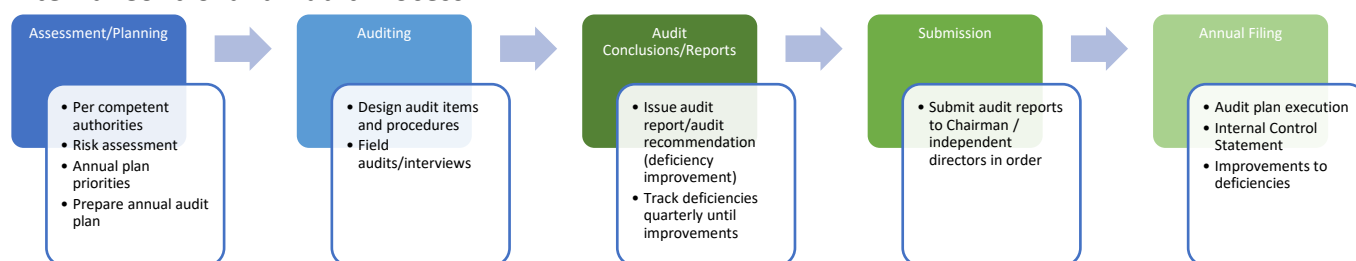 Assessment/Planning
• Per competent
authorities
• Risk assessment
• Annual plan
priorities
• Prepare annual audit
plan
Auditing
• Design audit items
and procedures
• Field
audits/interviews
Audit
Conclusions/Reports
• Issue audit
report/audit
recommendation
(deficiency
improvement)
• Track deficiencies
quarterly until
improvements
Submission
• Submit audit reports
to Chairman /
independent
directors in order
Annual Filing
• Audit plan execution
• Internal Control
Statement
• Improvements to
deficiencies